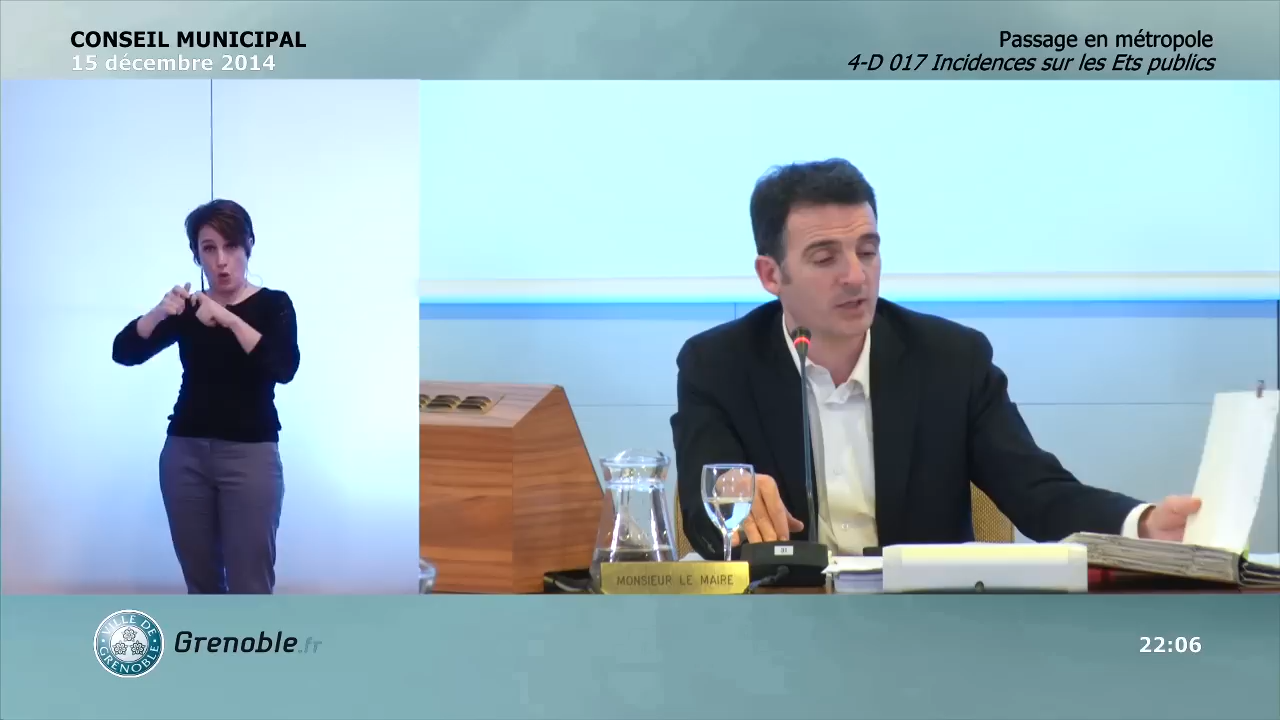 CONSEIL MUNICIPAL
15 décembre 2014
Passage en métropole
4-D 017 Incidences sur les Ets publics
MONSIEUR LE MAIRE
VILLE DE
GRENOBLE
Grenoble.fr
22:06